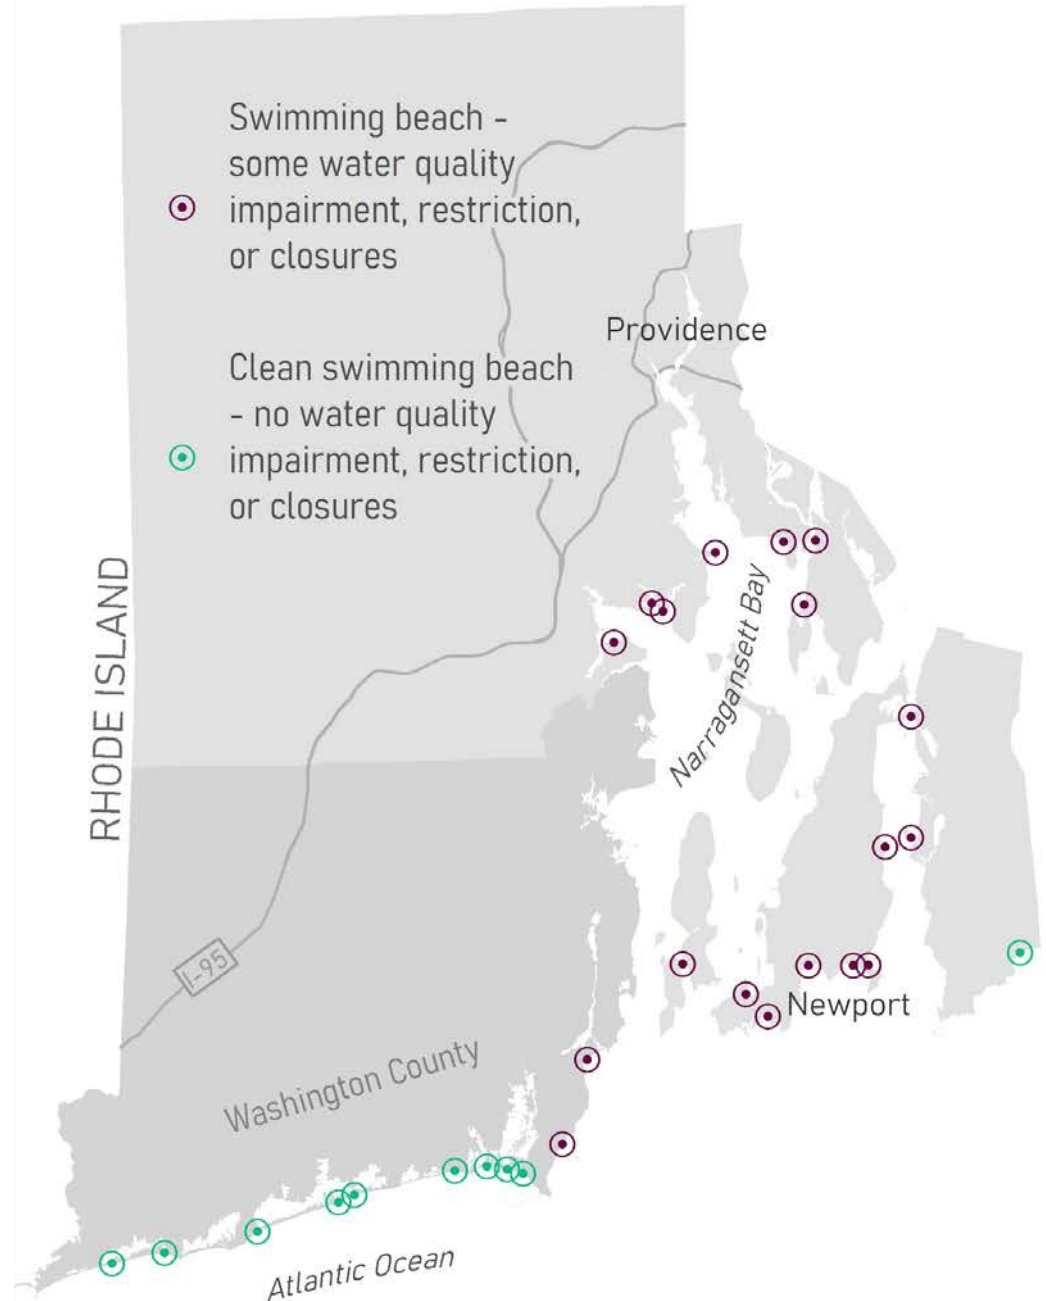 Swimming beach -
some water quality
impairment, restriction,
or closures
Providence
Clean swimming beach
- no water quality
impairment, restriction,
or closures
RHODE ISLAND
Narragansett Bay
I-95
Newport
Washington County
Atlantic Ocean